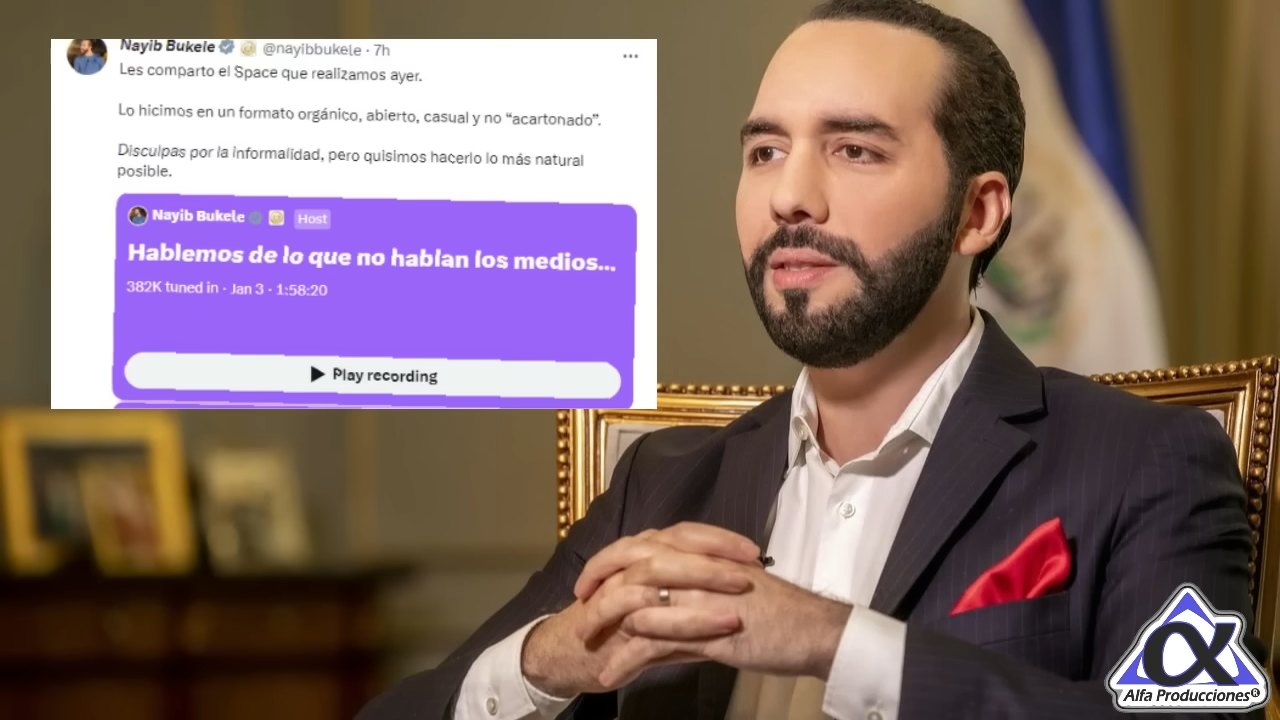 Nayib Bukele @nayibbukele · 7h
Les comparto el Space que realizamos ayer.
Lo hicimos en un formato orgánico, abierto, casual y no “acartonado”.
Disculpas por la informalidad, pero quisimos hacerlo lo más natural
posible.
Nayib Bukele Host
Hablemos de lo que no hablan los medios...
382K tuned in · Jan 3 · 1:58:20
Play recording
Alfa Producciones®